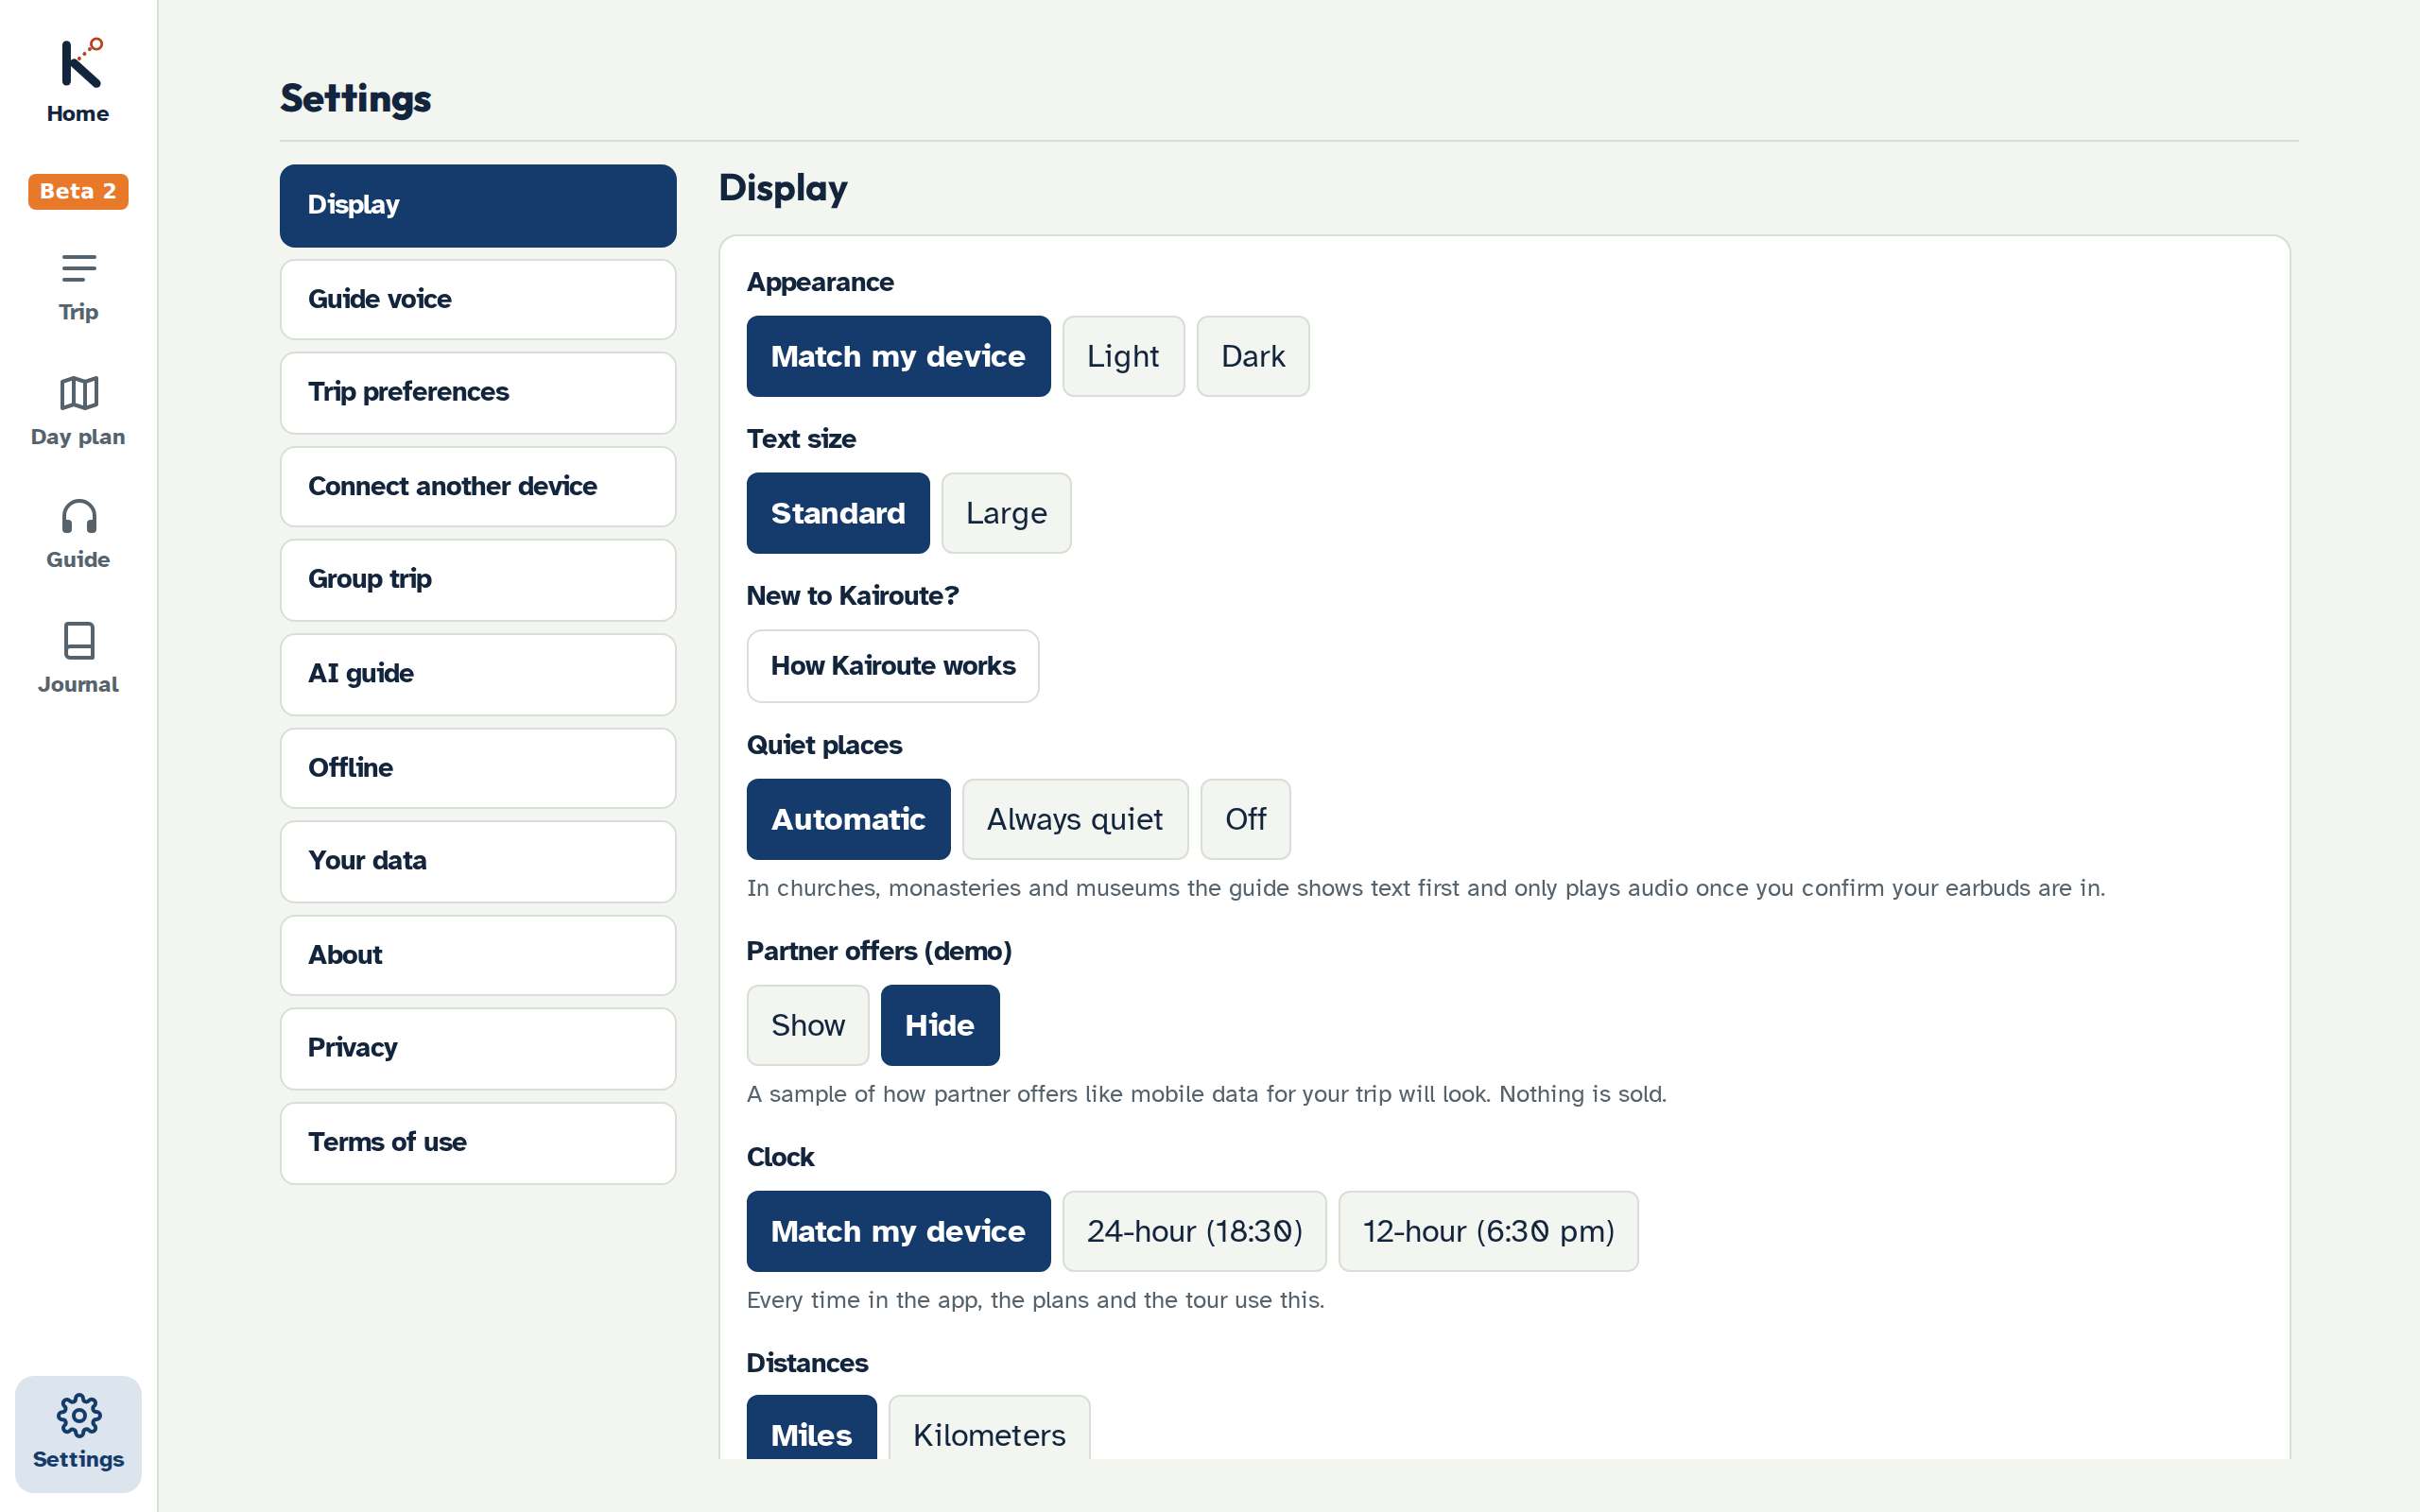 Home
Beta 2
Trip
Day plan
Guide
Journal
Settings
Settings
Display
Guide voice
Trip preferences
Connect another device
Group trip
AI guide
Offline
Your data
About
Privacy
Terms of use
Display
Appearance
Match my device Light Dark
Text size
Standard Large
New to Kairoute?
How Kairoute works
Quiet places
Automatic Always quiet Off
In churches, monasteries and museums the guide shows text first and only plays audio once you confirm your earbuds are in.
Partner offers (demo)
Show Hide
A sample of how partner offers like mobile data for your trip will look. Nothing is sold.
Clock
Match my device 24-hour (18:30) 12-hour (6:30 pm)
Every time in the app, the plans and the tour use this.
Distances
Miles Kilometers